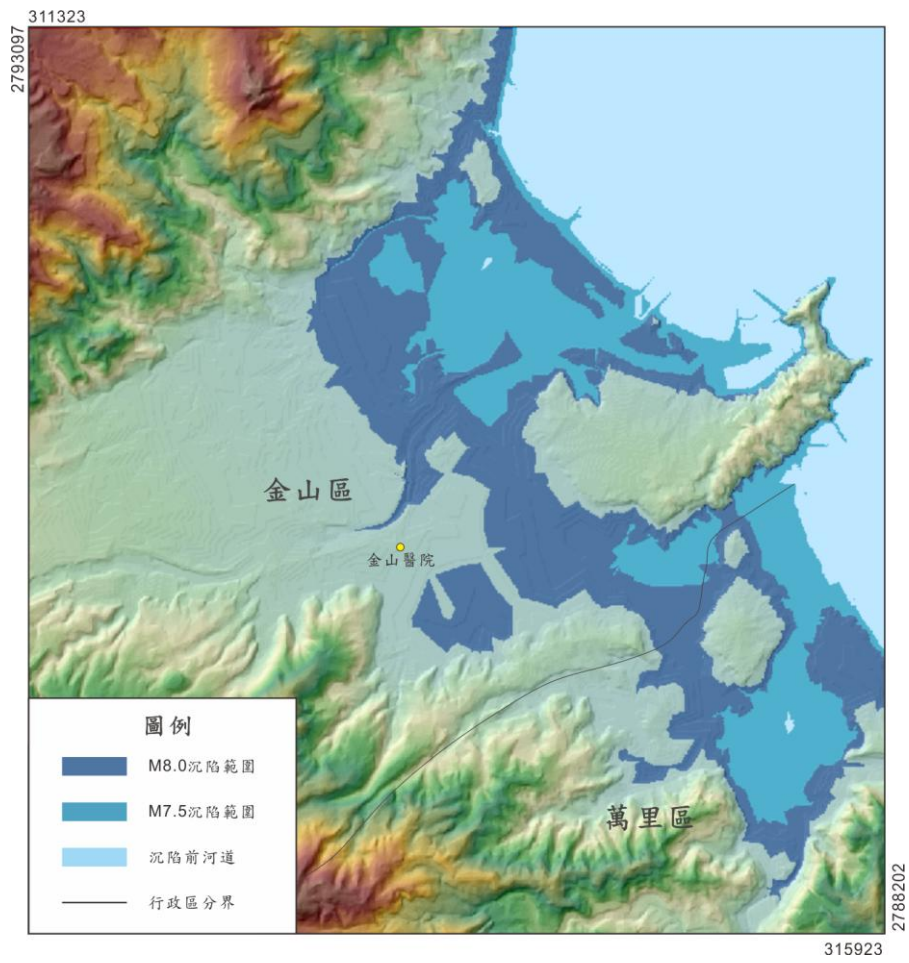 311323
2793097
金山區
金山醫院
圖例
M8.0沉陷範圍
M7.5沉陷範圍
沉陷前河道
行政區分界
萬里區
2788202
315923